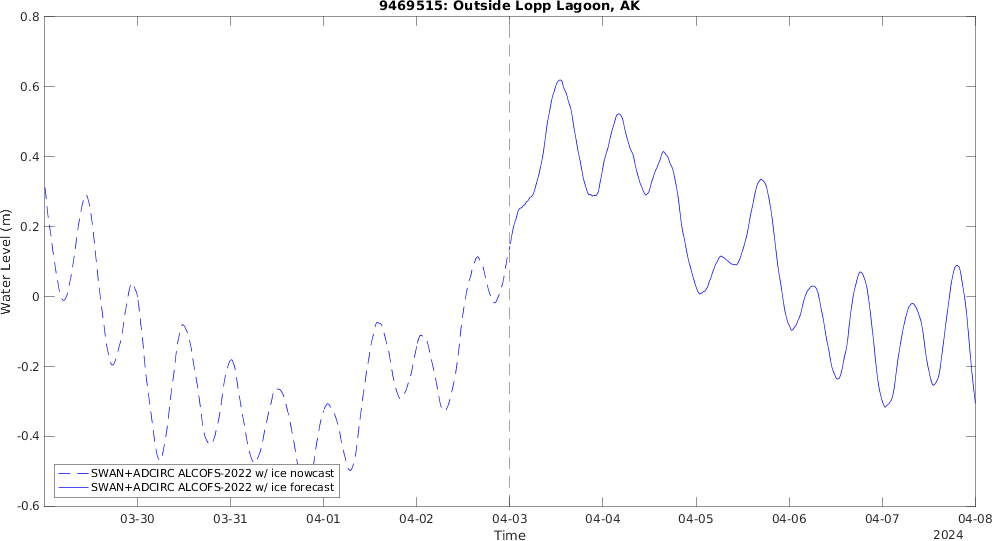 9469515: Outside Lopp Lagoon, AK
Water Level (m)
0.8
0.6
0.4
0.2
0
-0.2
-0.4
-0.6
SWAN+ADCIRC ALCOFS-2022 w/ ice nowcast
SWAN+ADCIRC ALCOFS-2022 w/ ice forecast
03-30 03-31 04-01 04-02 04-03 04-04 04-05 04-06 04-07 04-08
Time
2024